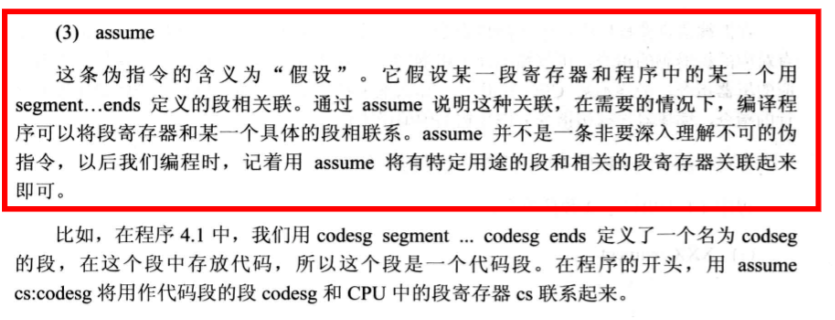 (3) assume
这条伪指令的含义为“假设”。它假设某一段寄存器和程序中的某一个用
segment…ends 定义的段相关联。通过 assume 说明这种关联，在需要的情况下，编译程
序可以将段寄存器和某一个具体的段相联系。assume 并不是一条非要深入理解不可的伪
指令，以后我们编程时，记着用 assume 将有特定用途的段和相关的段寄存器关联起来
即可。
比如，在程序 4.1 中，我们用 codesg segment … codesg ends 定义了一个名为 codseg
的段，在这个段中存放代码，所以这个段是一个代码段。在程序的开头，用 assume
cs:codesg 将用作代码段的段 codesg 和 CPU 中的段寄存器 cs 联系起来。